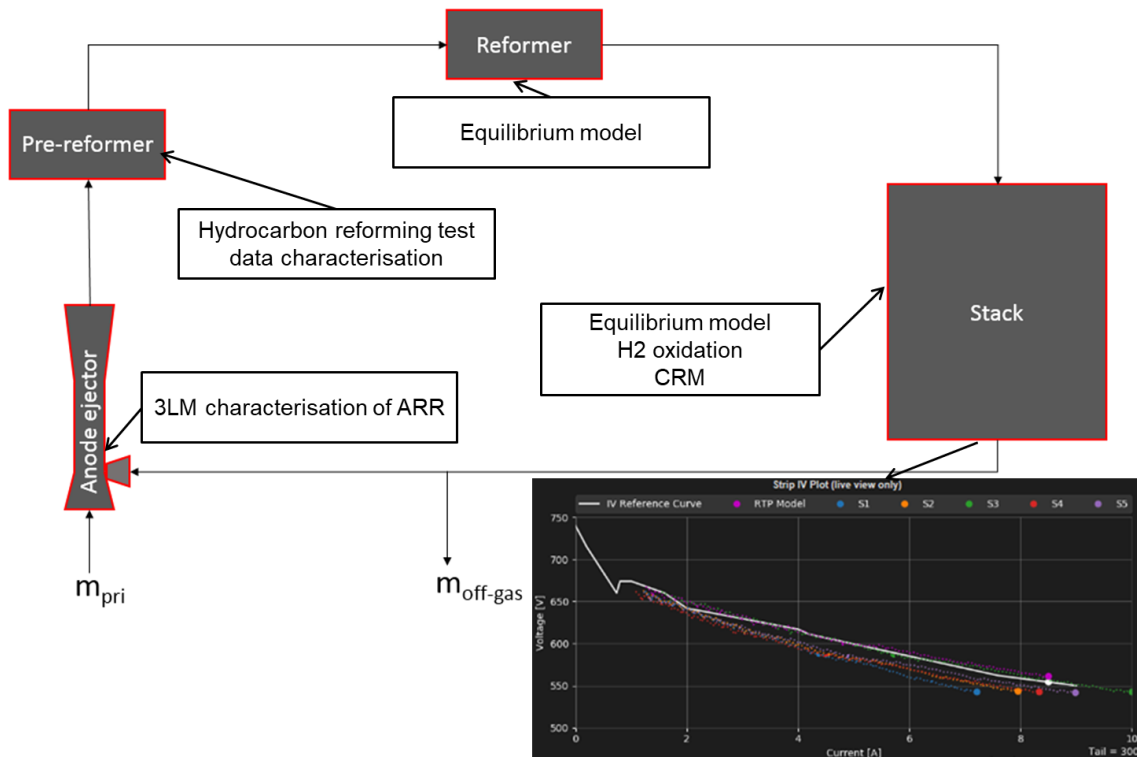 Reformer
Equilibrium model
Pre-reformer
Hydrocarbon reforming test
data characterisation
Stack
Equilibrium model
H2 oxidation
CRM
Anode ejector
3LM characterisation of ARR
m_pri
m_off-gas
Strip IV Plot (live view only)
IV Reference Curve RTP Model S1 S2 S3 S4 S5
750
700
650
600
550
500
Voltage [V]
0 2 4 6 8 10
Current [A]
Tail = 300